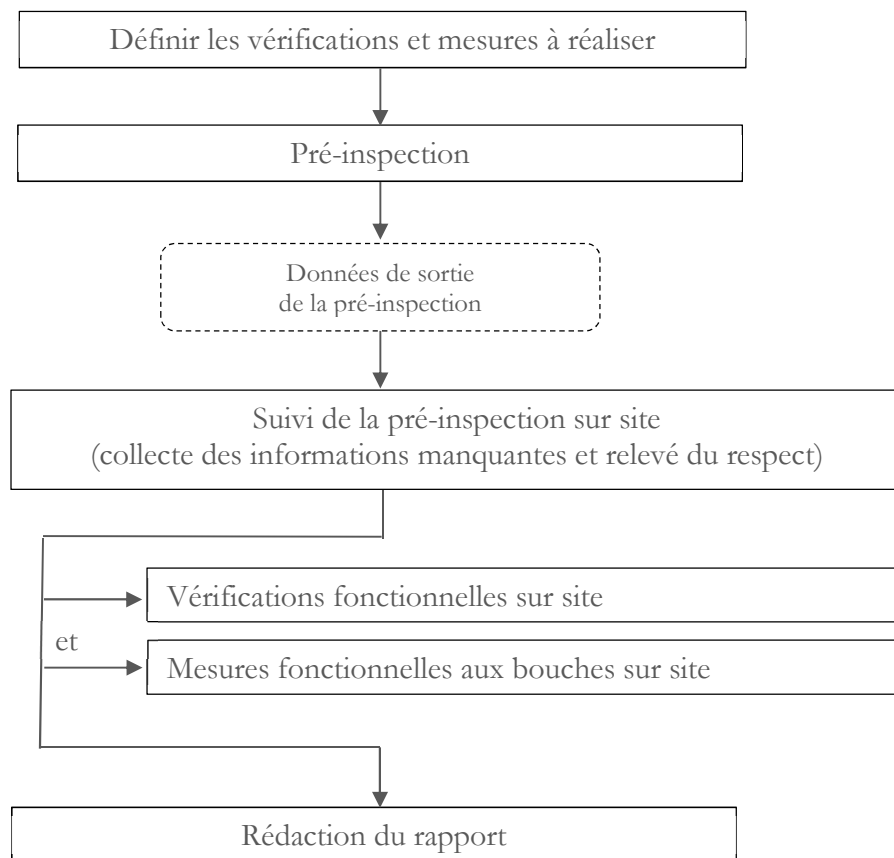 Définir les vérifications et mesures à réaliser
Pré-inspection
Données de sortie
de la pré-inspection
Suivi de la pré-inspection sur site
(collecte des informations manquantes et relevé du respect)
Vérifications fonctionnelles sur site
et
Mesures fonctionnelles aux bouches sur site
Rédaction du rapport